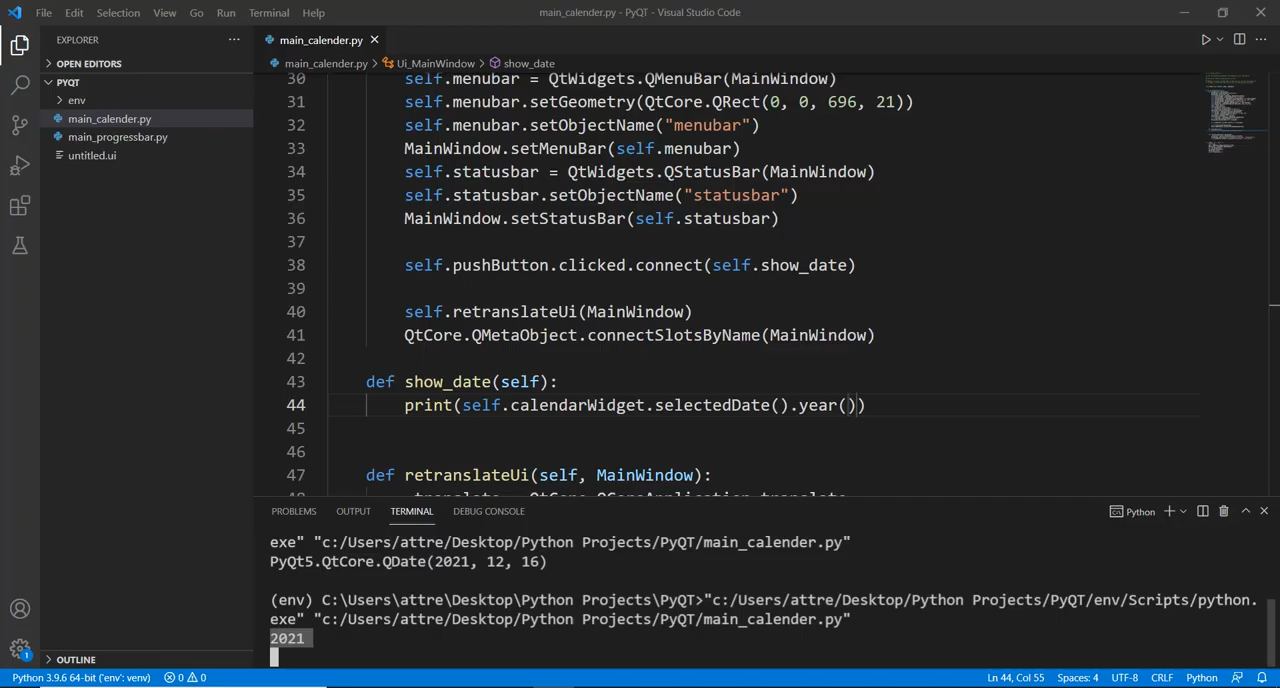 File Edit Selection View Go Run Terminal Help main_calender.py - PyQT - Visual Studio Code
EXPLORER
OPEN EDITORS
PYQT
env
main_calender.py
main_progressbar.py
untitled.ui
OUTLINE
main_calender.py
main_calender.py > Ui_MainWindow > show_date
30 self.menubar = QtWidgets.QMenuBar(MainWindow)
31 self.menubar.setGeometry(QtCore.QRect(0, 0, 696, 21))
32 self.menubar.setObjectName("menubar")
33 MainWindow.setMenuBar(self.menubar)
34 self.statusbar = QtWidgets.QStatusBar(MainWindow)
35 self.statusbar.setObjectName("statusbar")
36 MainWindow.setStatusBar(self.statusbar)
37
38 self.pushButton.clicked.connect(self.show_date)
39
40 self.retranslateUi(MainWindow)
41 QtCore.QMetaObject.connectSlotsByName(MainWindow)
42
43 def show_date(self):
44 print(self.calendarWidget.selectedDate().year())
45
46
47 def retranslateUi(self, MainWindow):
48 _translate = QtCore.QCoreApplication.translate
PROBLEMS OUTPUT TERMINAL DEBUG CONSOLE Python
exe" "c:/Users/attre/Desktop/Python Projects/PyQT/main_calender.py"
PyQt5.QtCore.QDate(2021, 12, 16)
(env) C:\Users\attre\Desktop\Python Projects\PyQT>"c:/Users/attre/Desktop/Python Projects/PyQT/env/Scripts/python.
exe" "c:/Users/attre/Desktop/Python Projects/PyQT/main_calender.py"
2021
1
Python 3.9.6 64-bit ('env': venv) 0 0 Ln 44, Col 55 Spaces: 4 UTF-8 CRLF Python